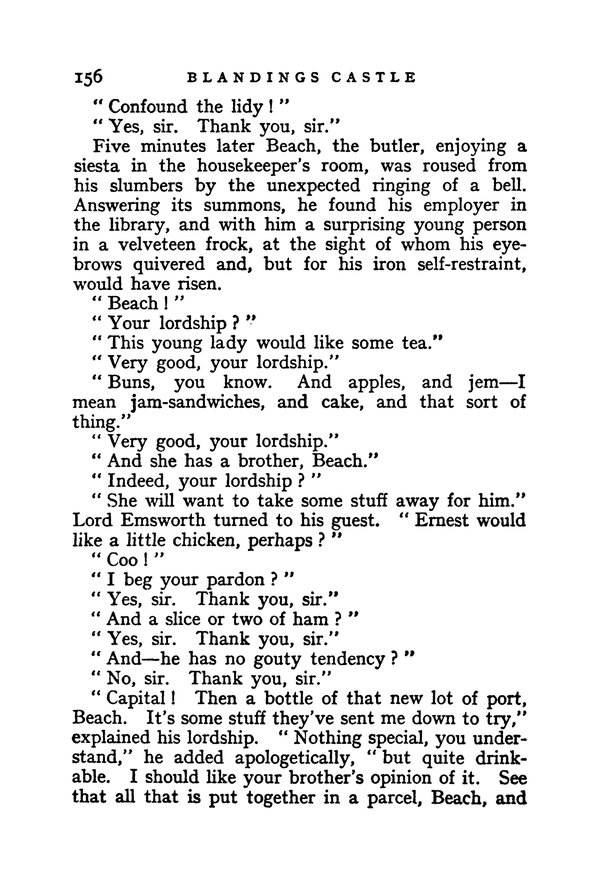 156 BLANDINGS CASTLE
“ Confound the lidy ! ”
“ Yes, sir. Thank you, sir.”
Five minutes later Beach, the butler, enjoying a
siesta in the housekeeper's room, was roused from
his slumbers by the unexpected ringing of a bell.
Answering its summons, he found his employer in
the library, and with him a surprising young person
in a velveteen frock, at the sight of whom his eye-
brows quivered and, but for his iron self-restraint,
would have risen.
“ Beach ! ”
“ Your lordship ? ”
“ This young lady would like some tea.”
“ Very good, your lordship.”
“ Buns, you know. And apples, and jem—I
mean jam-sandwiches, and cake, and that sort of
thing.”
“ Very good, your lordship.”
“ And she has a brother, Beach.”
“ Indeed, your lordship ? ”
“ She will want to take some stuff away for him.”
Lord Emsworth turned to his guest. “ Ernest would
like a little chicken, perhaps ? ”
“ Coo ! ”
“ I beg your pardon ? ”
“ Yes, sir. Thank you, sir.”
“ And a slice or two of ham ? ”
“ Yes, sir. Thank you, sir.”
“ And—he has no gouty tendency ? ”
“ No, sir. Thank you, sir.”
“ Capital ! Then a bottle of that new lot of port,
Beach. It's some stuff they've sent me down to try,”
explained his lordship. “ Nothing special, you under-
stand,” he added apologetically, “ but quite drink-
able. I should like your brother's opinion of it. See
that all that is put together in a parcel, Beach, and